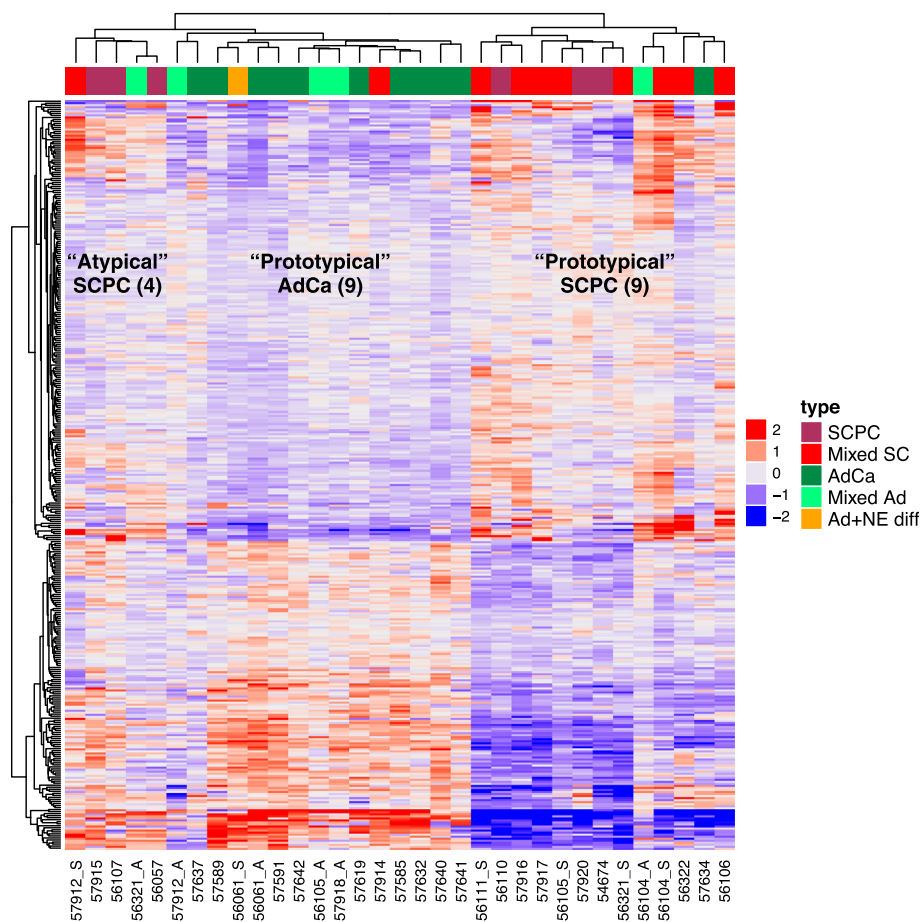 “Atypical”
SCPC (4)
“Prototypical”
AdCa (9)
“Prototypical”
SCPC (9)
2
1
0
−1
−2
type
SCPC
Mixed SC
AdCa
Mixed Ad
Ad+NE diff
57912_S
57915
56107
56321_A
56057
57912_A
57637
57589
56061_S
56061_A
57591
57642
56105_A
57918_A
57619
57914
57585
57632
57640
57641
56111_S
56110
57916
57917
56105_S
57920
54674
56321_S
56104_A
56104_S
56322
57634
56106